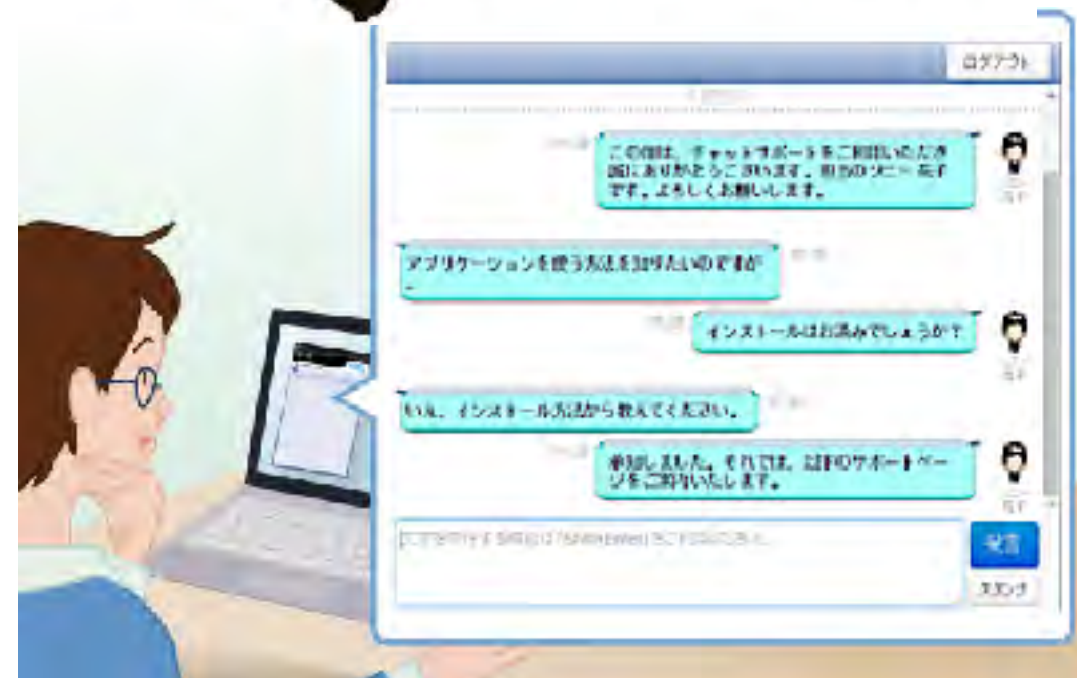 ログアウト
この度は、チャットサポートをご利用いただき
誠にありがとうございます。担当のソニー 花子
です。よろしくお願いします。
アプリケーションを使う方法を知りたいのですが
インストールはお済みでしょうか?
いえ、インストール方法から教えてください。
承知しました。それでは、以下のサポートペー
ジをご案内いたします。
発言
スタンプ